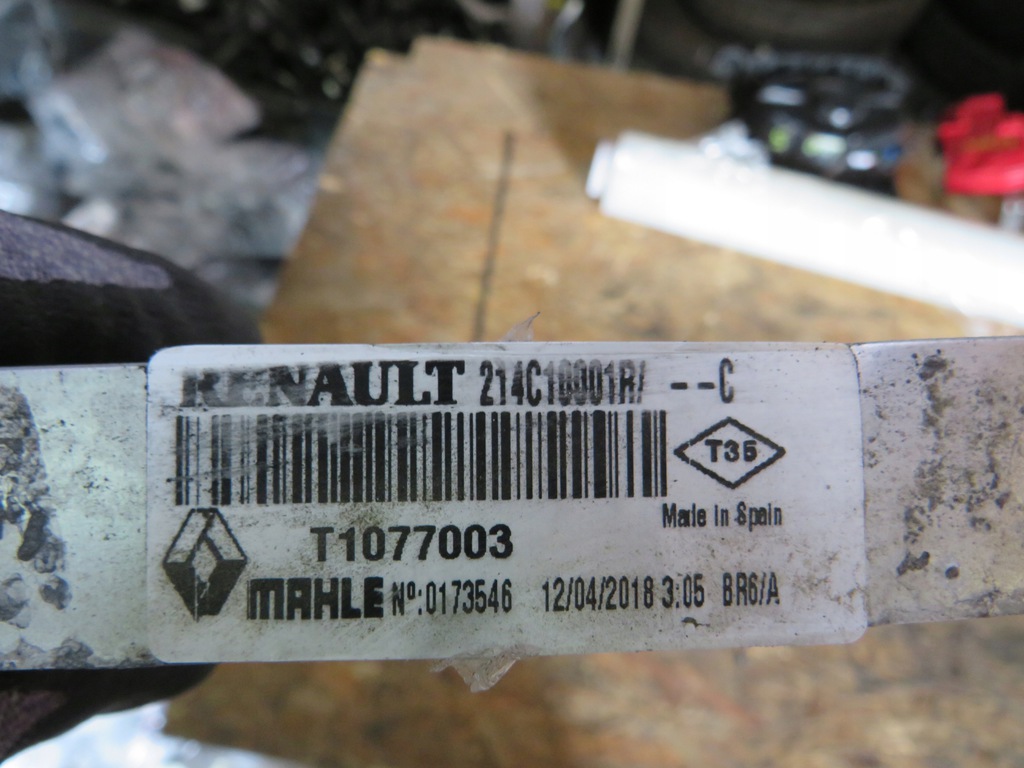 RENAULT 214C10001R/ --C
T35
Made In Spain
T1077003
MAHLE Nº:0173546 12/04/2018 3:05 BR6/A